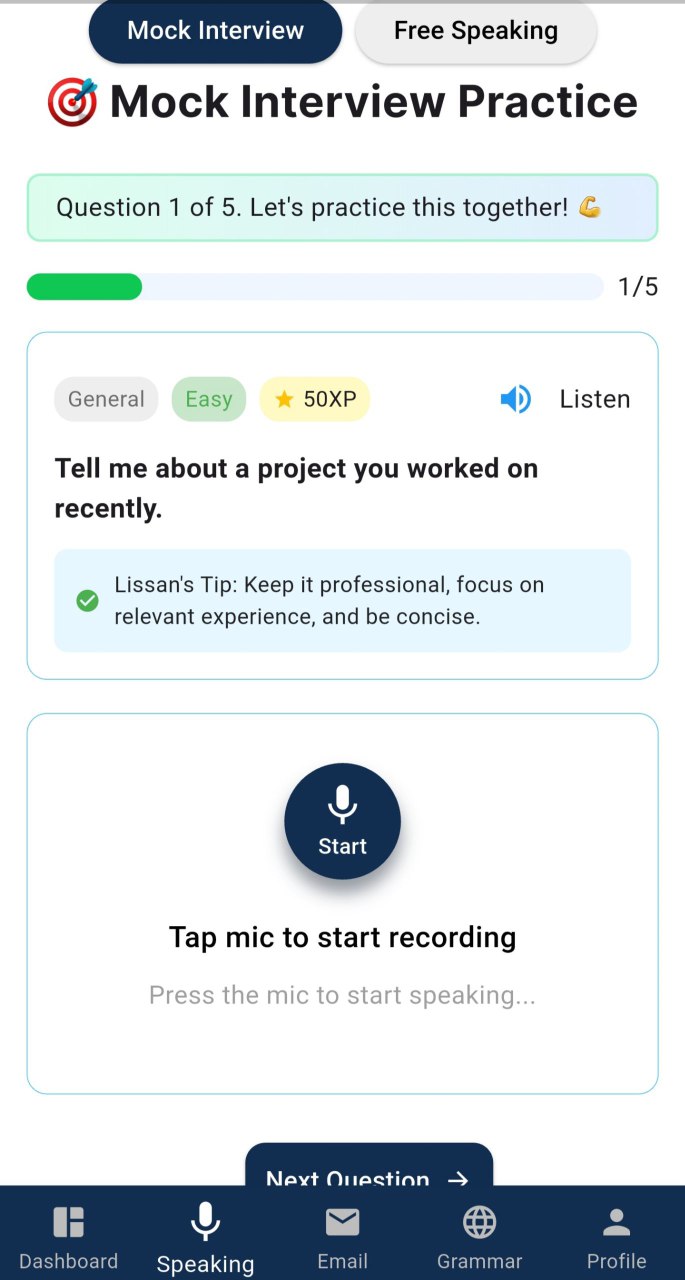 Mock Interview
Free Speaking
🎯 Mock Interview Practice
Question 1 of 5. Let's practice this together! 💪
1/5
General
Easy
⭐ 50XP
Listen
Tell me about a project you worked on
recently.
Lissan's Tip: Keep it professional, focus on
relevant experience, and be concise.
Start
Tap mic to start recording
Press the mic to start speaking...
Next Question →
Dashboard
Speaking
Email
Grammar
Profile